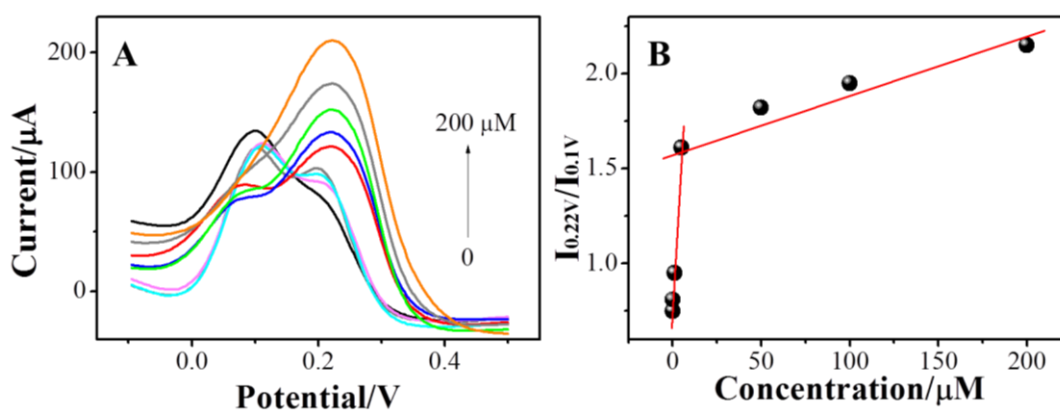 A
200
100
0
Current/μA
0.0
0.2
0.4
Potential/V
200 μM
0
B
2.0
1.5
1.0
I0.22V/I0.1V
0
50
100
150
200
Concentration/μM